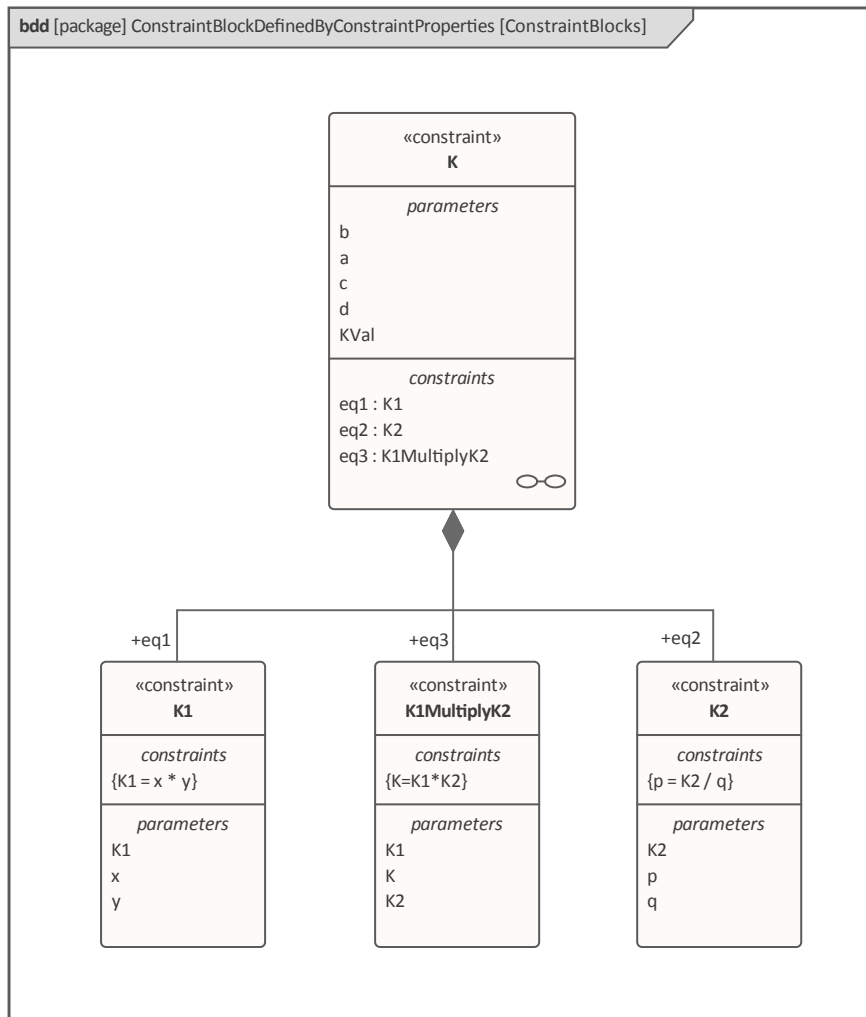 bdd [package] ConstraintBlockDefinedByConstraintProperties [ConstraintBlocks]
«constraint»
K
parameters
b
a
c
d
KVal
constraints
eq1 : K1
eq2 : K2
eq3 : K1MultiplyK2
+eq1
+eq3
+eq2
«constraint»
K1
constraints
{K1 = x * y}
parameters
K1
x
y
«constraint»
K1MultiplyK2
constraints
{K=K1*K2}
parameters
K1
K
K2
«constraint»
K2
constraints
{p = K2 / q}
parameters
K2
p
q